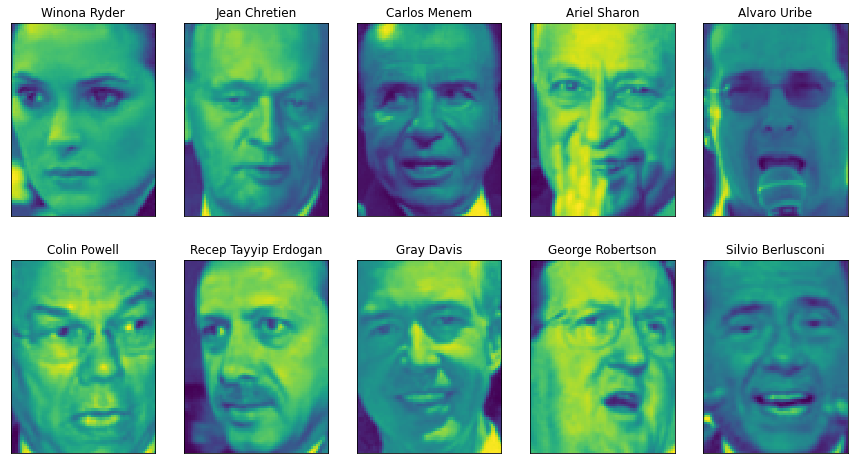 Winona Ryder
Jean Chretien
Carlos Menem
Ariel Sharon
Alvaro Uribe
Colin Powell
Recep Tayyip Erdogan
Gray Davis
George Robertson
Silvio Berlusconi